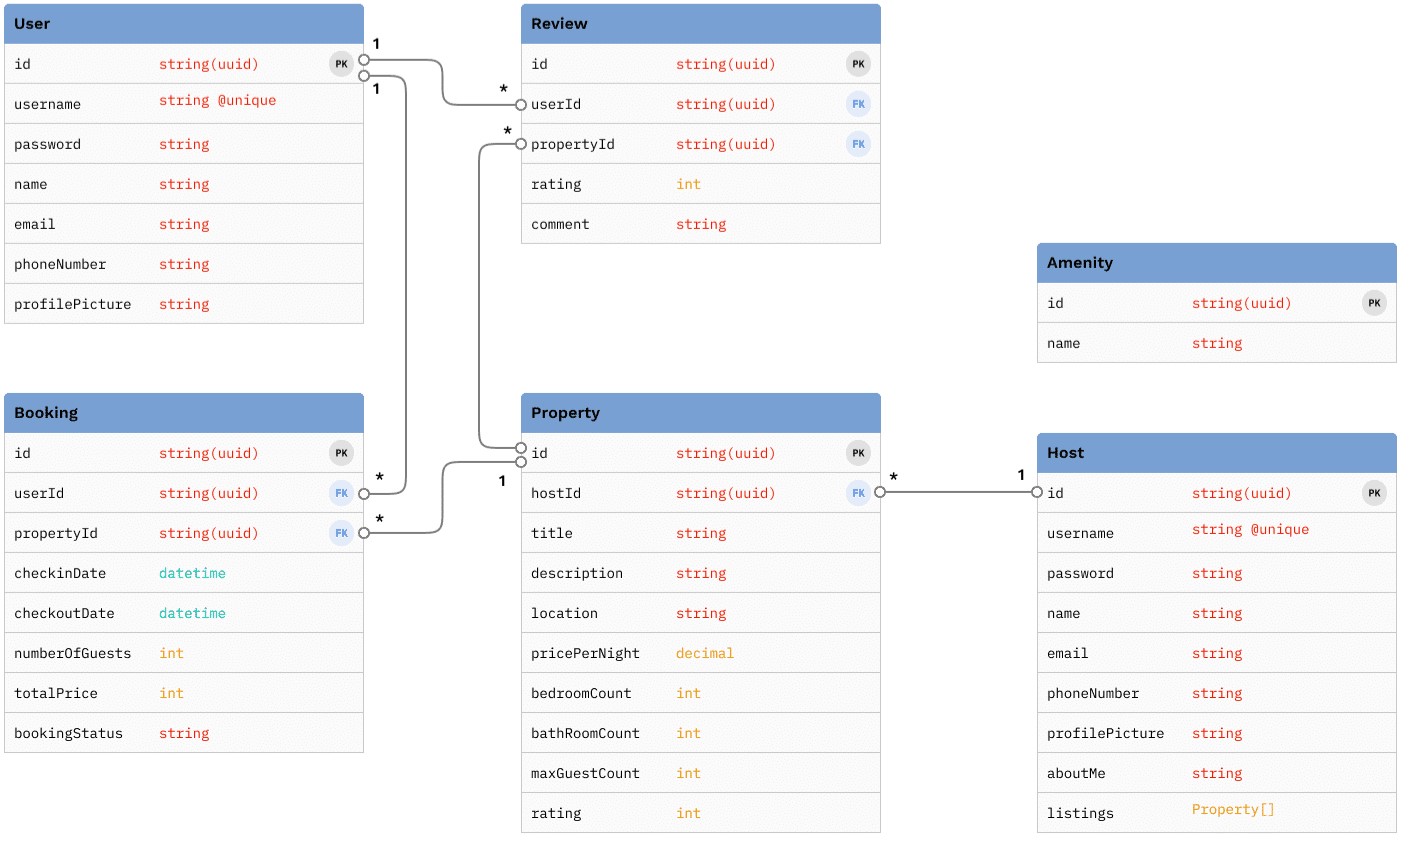 User
id string(uuid) PK
username string @unique
password string
name string
email string
phoneNumber string
profilePicture string
1
1
Review
id string(uuid) PK
* userId string(uuid) FK
* propertyId string(uuid) FK
rating int
comment string
Amenity
id string(uuid) PK
name string
Booking
id string(uuid) PK
userId string(uuid) FK *
propertyId string(uuid) FK *
checkinDate datetime
checkoutDate datetime
numberOfGuests int
totalPrice int
bookingStatus string
Property
id string(uuid) PK
1
hostId string(uuid) FK * 1
title string
description string
location string
pricePerNight decimal
bedroomCount int
bathRoomCount int
maxGuestCount int
rating int
Host
id string(uuid) PK
username string @unique
password string
name string
email string
phoneNumber string
profilePicture string
aboutMe string
listings Property[]